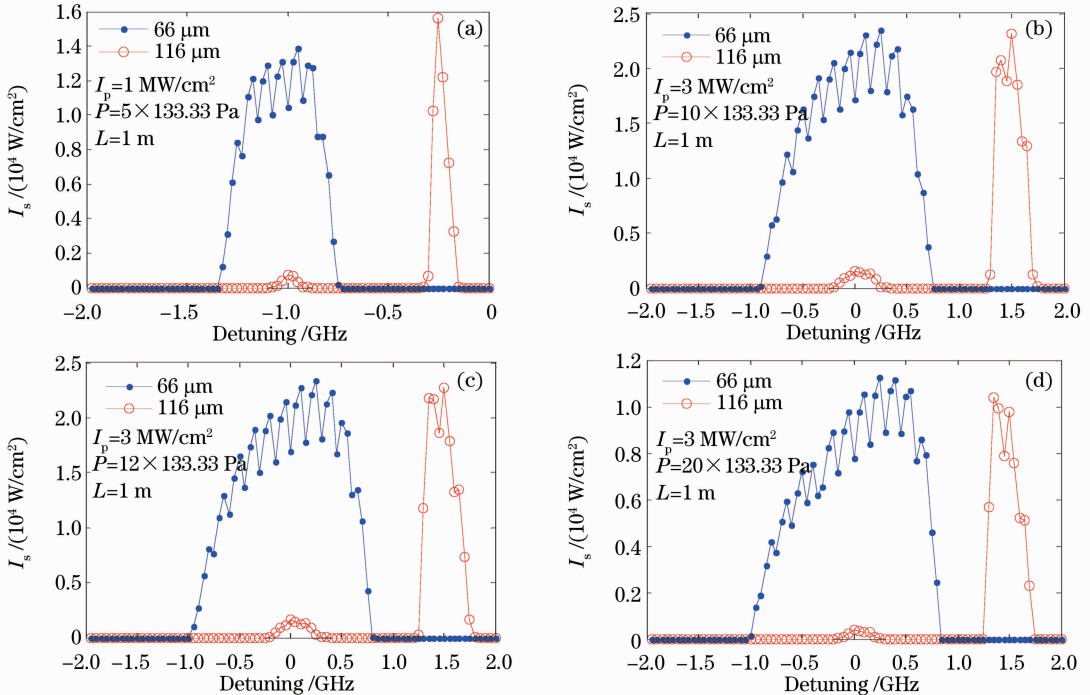 (a)
66 μm
116 μm
Iₚ=1 MW/cm²
P=5×133.33 Pa
L=1 m
Iₛ /(10⁴ W/cm²)
1.6
1.4
1.2
1.0
0.8
0.6
0.4
0.2
0
−2.0 −1.5 −1.0 −0.5 0
Detuning /GHz
(b)
66 μm
116 μm
Iₚ=3 MW/cm²
P=10×133.33 Pa
L=1 m
Iₛ /(10⁴ W/cm²)
2.5
2.0
1.5
1.0
0.5
0
−2.0 −1.5 −1.0 −0.5 0 0.5 1.0 1.5 2.0
Detuning /GHz
(c)
66 μm
116 μm
Iₚ=3 MW/cm²
P=12×133.33 Pa
L=1 m
Iₛ /(10⁴ W/cm²)
2.5
2.0
1.5
1.0
0.5
0
−2.0 −1.5 −1.0 −0.5 0 0.5 1.0 1.5 2.0
Detuning /GHz
(d)
66 μm
116 μm
Iₚ=3 MW/cm²
P=20×133.33 Pa
L=1 m
Iₛ /(10⁴ W/cm²)
1.2
1.0
0.8
0.6
0.4
0.2
0
−2.0 −1.5 −1.0 −0.5 0 0.5 1.0 1.5 2.0
Detuning /GHz